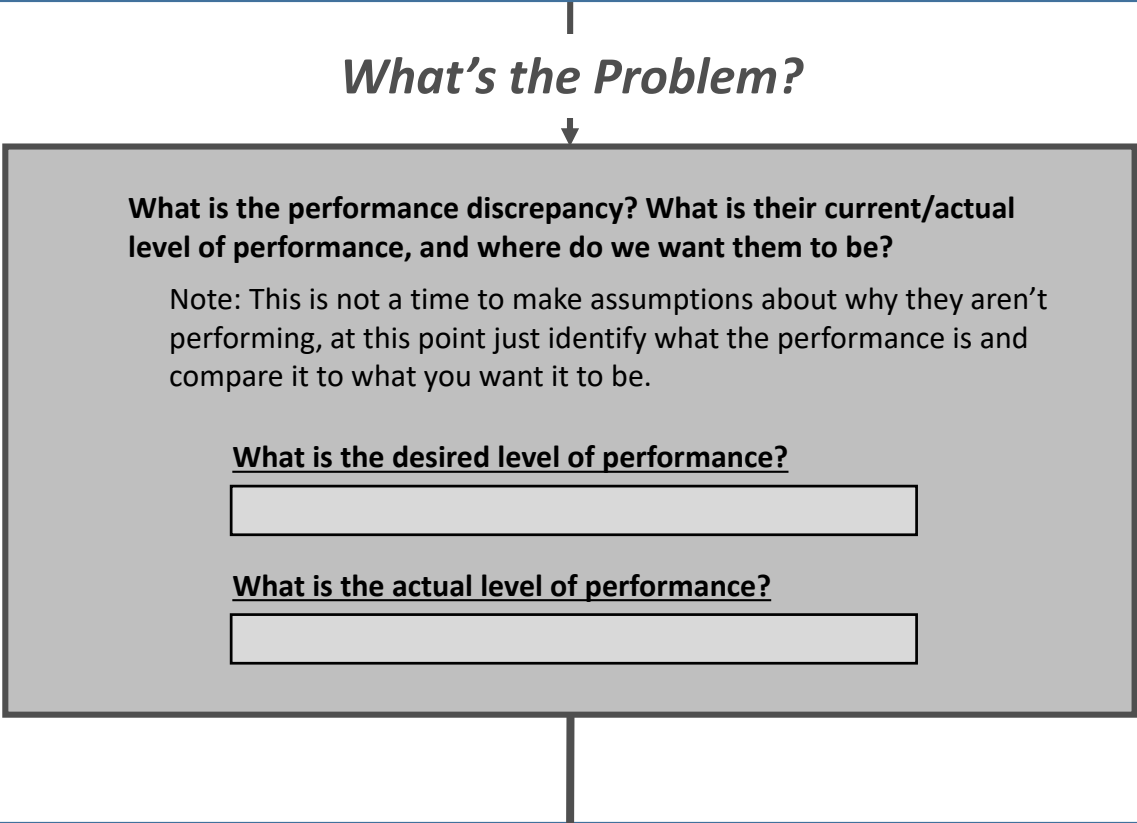 What’s the Problem?
What is the performance discrepancy? What is their current/actual
level of performance, and where do we want them to be?
Note: This is not a time to make assumptions about why they aren’t
performing, at this point just identify what the performance is and
compare it to what you want it to be.
What is the desired level of performance?
What is the actual level of performance?